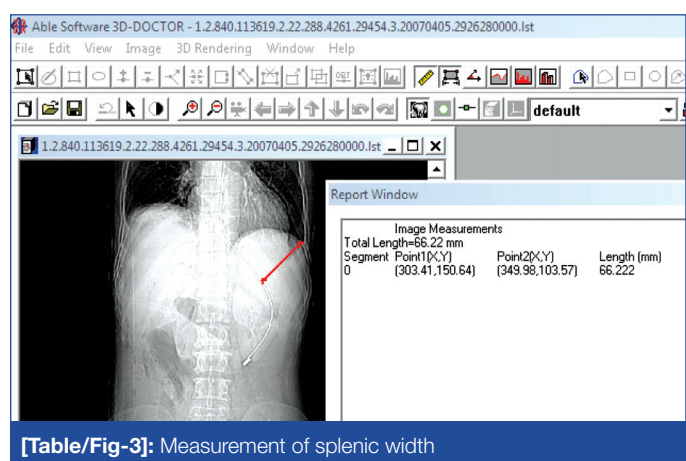 Able Software 3D-DOCTOR - 1.2.840.113619.2.22.288.4261.29454.3.20070405.2926280000.lst
File Edit View Image 3D Rendering Window Help
default
1.2.840.113619.2.22.288.4261.29454.3.20070405.2926280000.lst
Report Window
Image Measurements
Total Length=66.22 mm
Segment Point1(X,Y) Point2(X,Y) Length (mm)
0 (303.41,150.64) (349.98,103.57) 66.222
[Table/Fig-3]: Measurement of splenic width